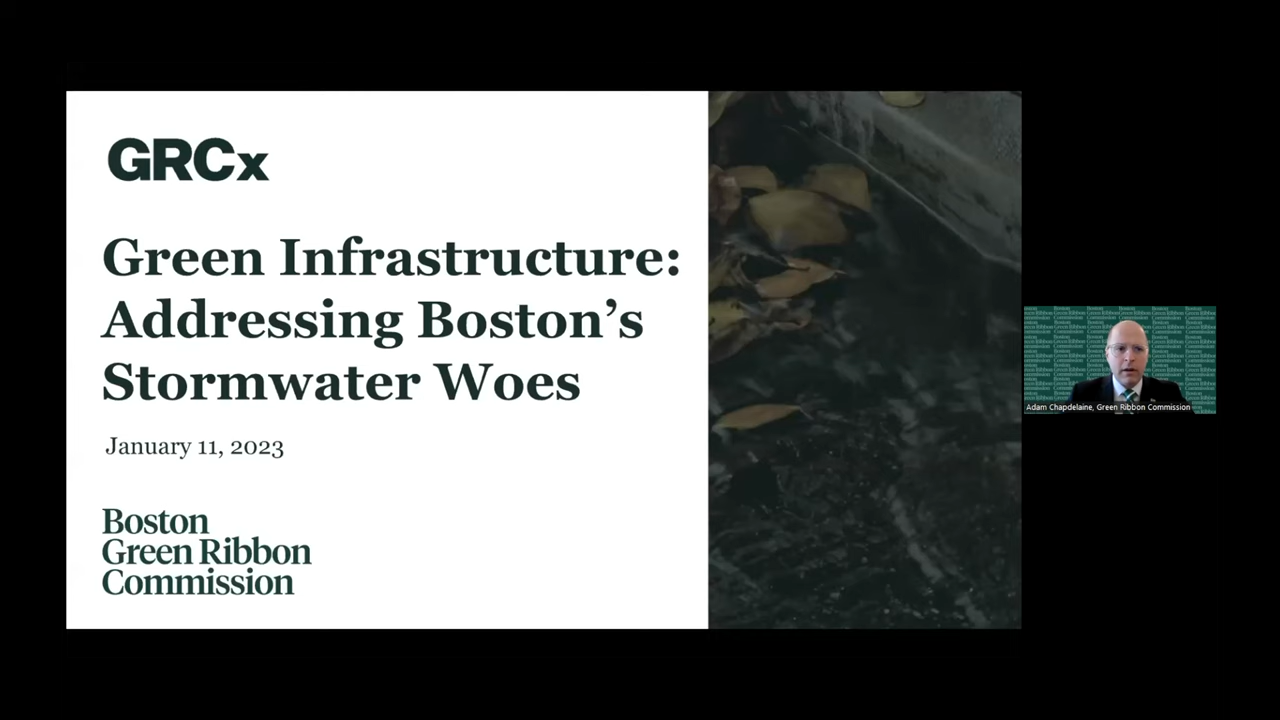 GRCx
Green Infrastructure:
Addressing Boston's
Stormwater Woes
January 11, 2023
Boston
Green Ribbon
Commission
Adam Chapdelaine, Green Ribbon Commission